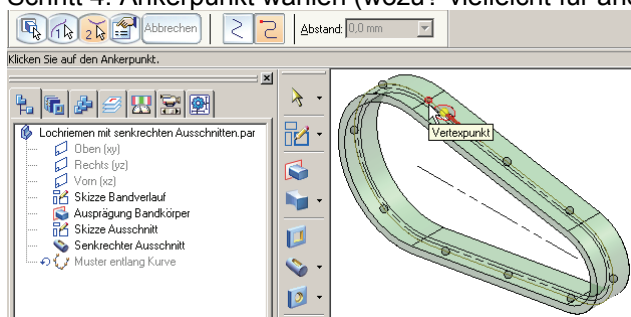 Schritt 4: Ankerpunkt wählen (wozu? vielleicht für
Abbrechen
Abstand: 0,0 mm
Klicken Sie auf den Ankerpunkt.
Lochriemen mit senkrechten Ausschnitten.par
Oben (xy)
Rechts (yz)
Vorn (xz)
Skizze Bandverlauf
Ausprägung Bandkörper
Skizze Ausschnitt
Senkrechter Ausschnitt
Muster entlang Kurve
Vertexpunkt